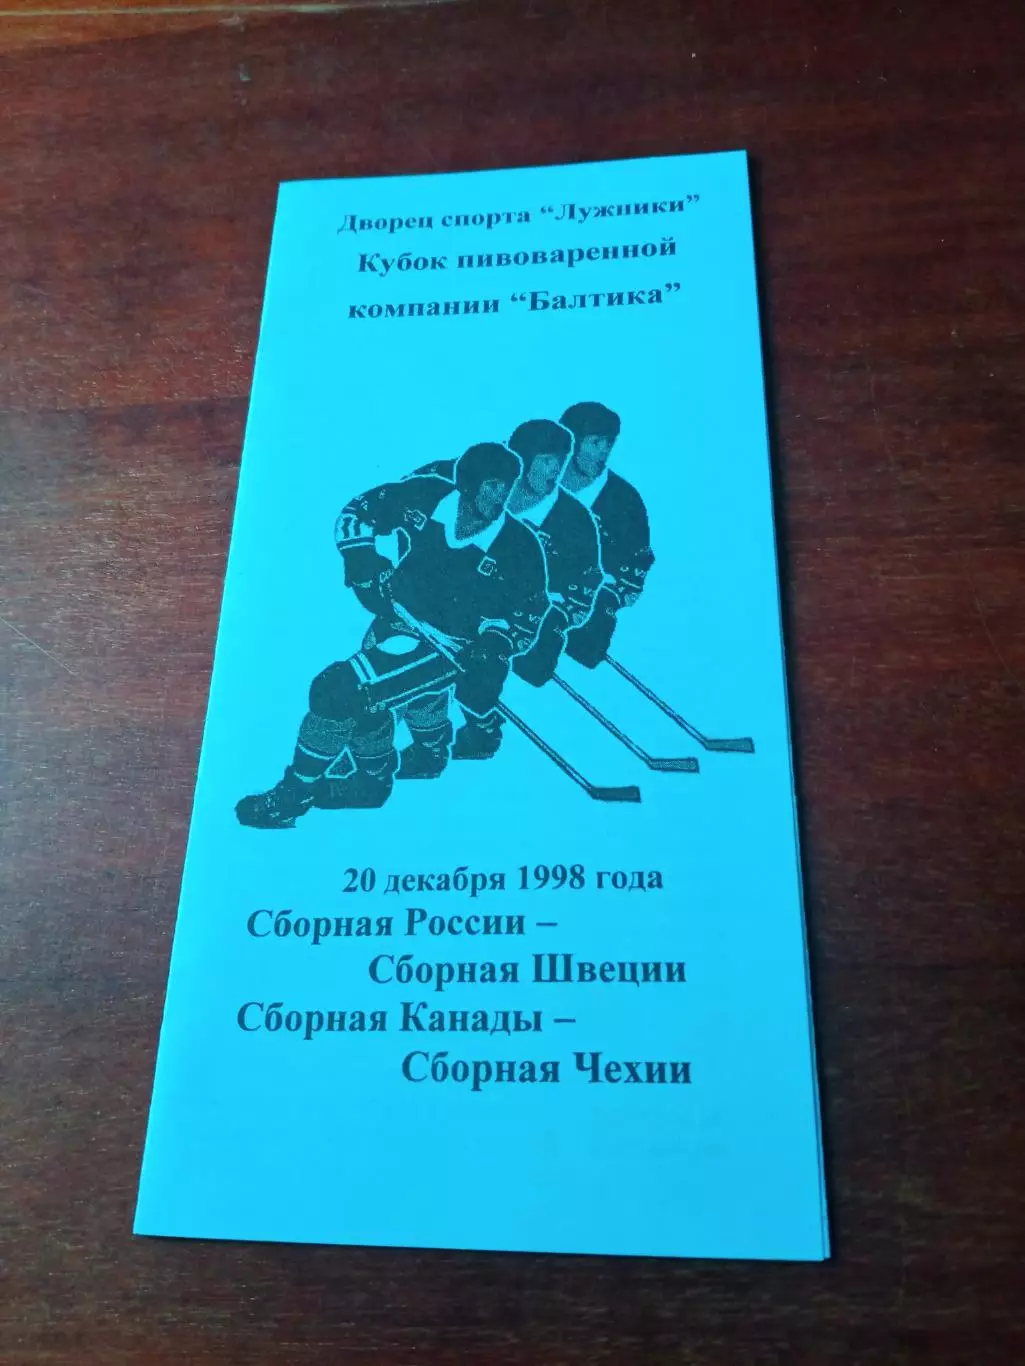 Дворец спорта “Лужники”
Кубок пивоваренной
компании “Балтика”
20 декабря 1998 года
Сборная России –
Сборная Швеции
Сборная Канады –
Сборная Чехии